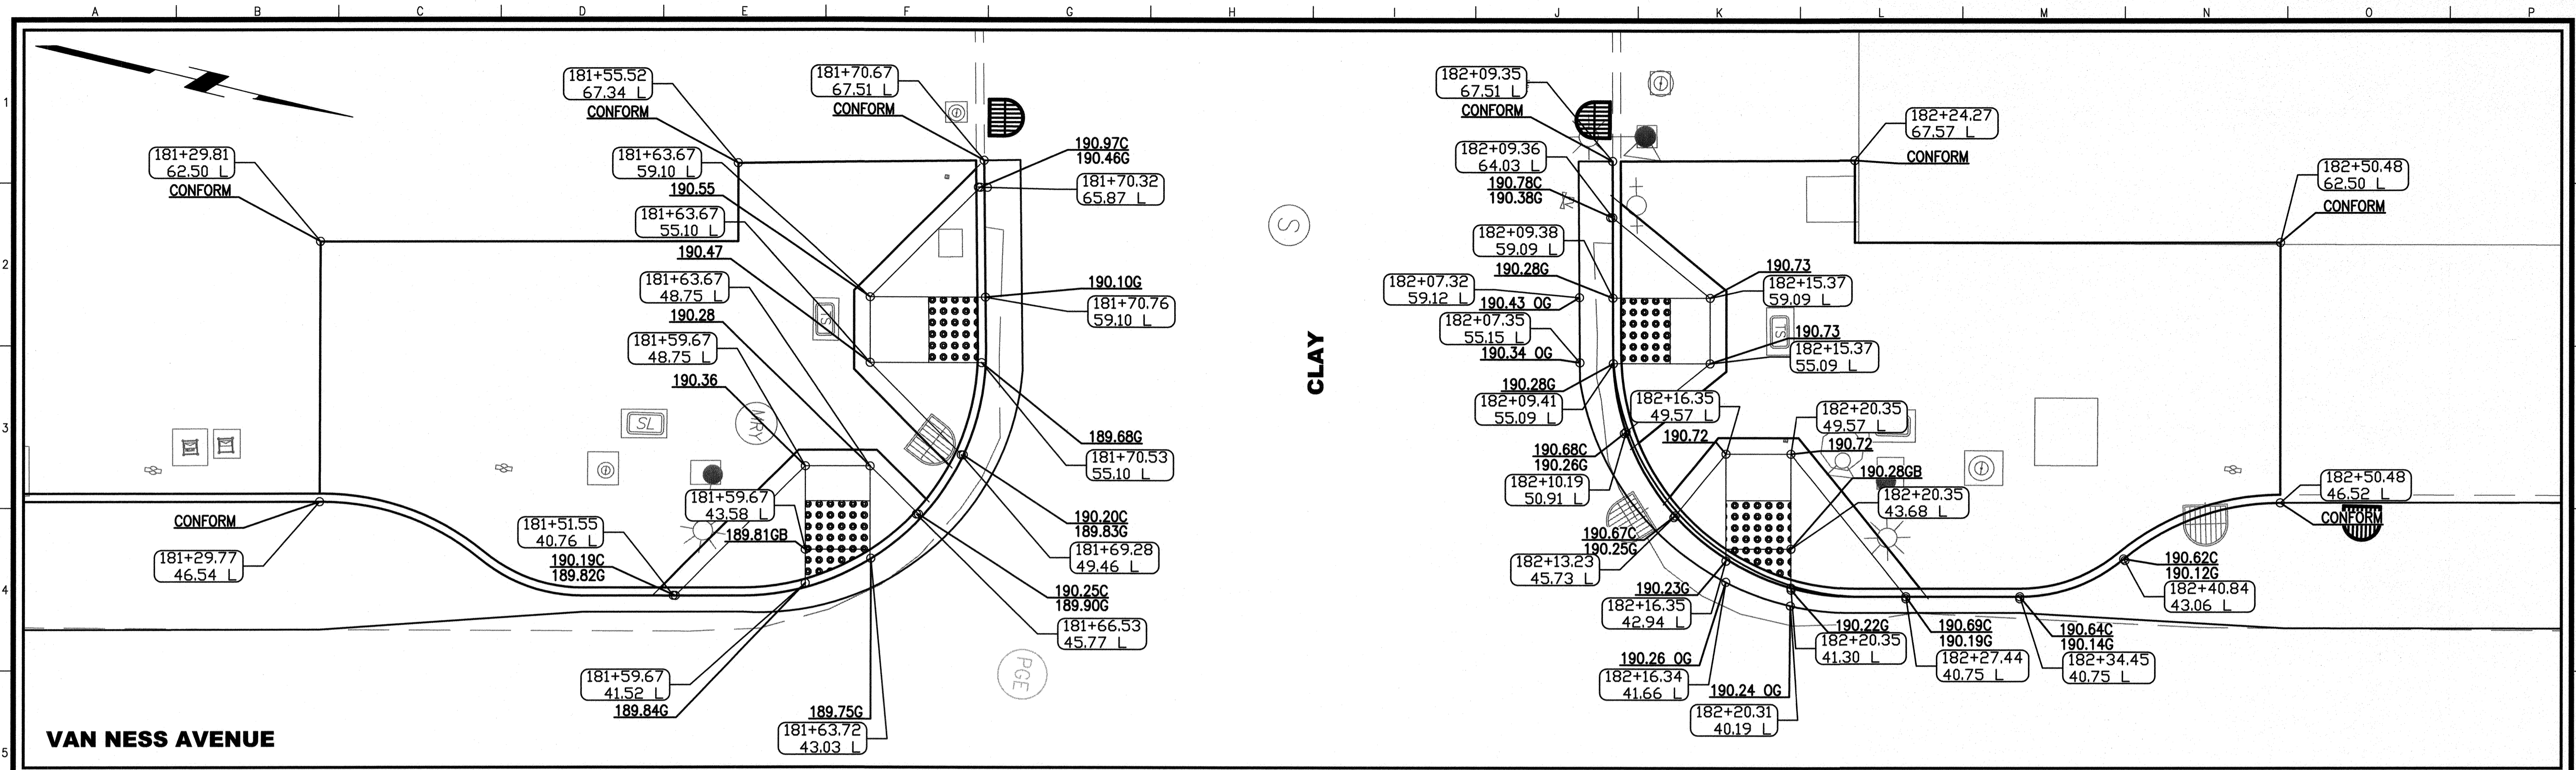 A B C D E F G H I J K L M N O P
1
2
3
4
5
181+29.81
62.50 L
CONFORM
181+55.52
67.34 L
CONFORM
181+70.67
67.51 L
CONFORM
181+63.67
59.10 L
190.55
181+63.67
55.10 L
190.47
181+63.67
48.75 L
190.28
181+59.67
48.75 L
190.36
190.97C
190.46G
181+70.32
65.87 L
190.10G
181+70.76
59.10 L
189.68G
181+70.53
55.10 L
190.20C
189.83G
181+69.28
49.46 L
190.25C
189.90G
181+66.53
45.77 L
CONFORM
181+29.77
46.54 L
181+51.55
40.76 L
190.19C
189.82G
181+59.67
43.58 L
189.81GB
181+59.67
41.52 L
189.84G
189.75G
181+63.72
43.03 L
SL
MRY
TS
PGE
S
CLAY
VAN NESS AVENUE
182+09.35
67.51 L
CONFORM
182+09.36
64.03 L
190.78C
190.38G
182+09.38
59.09 L
190.28G
182+07.32
59.12 L
190.43 OG
182+07.35
55.15 L
190.34 OG
190.28G
182+09.41
55.09 L
190.68C
190.26G
182+10.19
50.91 L
190.67C
190.25G
182+13.23
45.73 L
190.23G
182+16.35
42.94 L
190.26 OG
182+16.34
41.66 L
190.24 OG
182+20.31
40.19 L
182+24.27
67.57 L
CONFORM
182+50.48
62.50 L
CONFORM
190.73
182+15.37
59.09 L
TS
190.73
182+15.37
55.09 L
182+16.35
49.57 L
190.72
182+20.35
49.57 L
190.72
190.28GB
182+20.35
43.68 L
190.22G
182+20.35
41.30 L
190.69C
190.19G
182+27.44
40.75 L
190.64C
190.14G
182+34.45
40.75 L
190.62C
190.12G
182+40.84
43.06 L
182+50.48
46.52 L
CONFORM